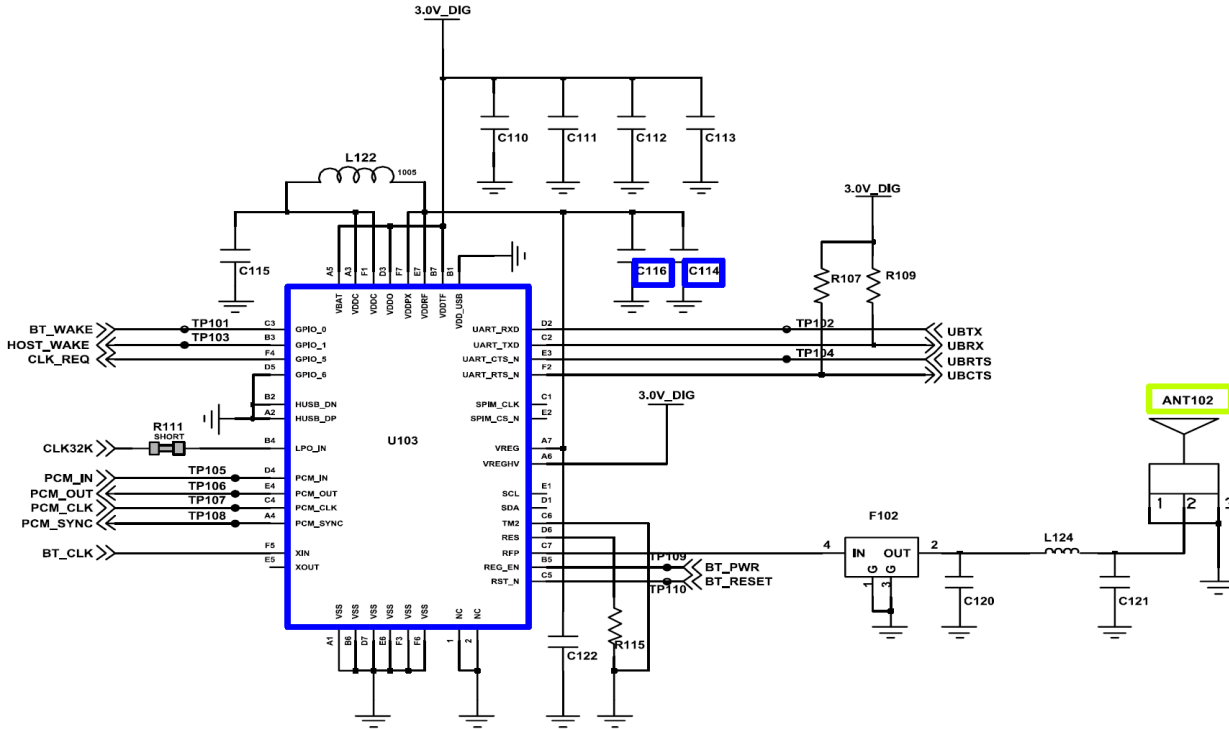 3.0V_DIG
C110
C111
C112
C113
L122
1005
3.0V_DIG
C115
C116
C114
R107
R109
A5
A3
F1
D3
F7
E7
B7
B1
VBAT
VDDC
VDDC
VDDO
VDDPX
VDDRF
VDDTF
VDD_USB
BT_WAKE
TP101
C3
GPIO_0
UART_RXD
D2
TP102
UBTX
HOST_WAKE
TP103
B3
GPIO_1
UART_TXD
C2
UBRX
CLK_REQ
F4
GPIO_5
UART_CTS_N
E3
TP104
UBRTS
D5
GPIO_6
UART_RTS_N
F2
UBCTS
B2
HUSB_DN
SPIM_CLK
C1
3.0V_DIG
ANT102
A2
HUSB_DP
SPIM_CS_N
E2
R111
SHORT
U103
CLK32K
B4
LPO_IN
VREG
A7
VREGHV
A6
PCM_IN
TP105
D4
PCM_IN
PCM_OUT
TP106
E4
PCM_OUT
SCL
E1
PCM_CLK
TP107
C4
PCM_CLK
SDA
D1
PCM_SYNC
TP108
A4
PCM_SYNC
TM2
C6
1
2
3
RES
D6
F102
L124
BT_CLK
F5
XIN
RFP
C7
4
IN
OUT
2
E5
XOUT
REG_EN
B5
TP109
BT_PWR
RST_N
C5
TP110
BT_RESET
G
G
1
3
C120
C121
VSS
VSS
VSS
VSS
VSS
VSS
NC
NC
A1
B6
D7
E6
F3
F6
1
2
C122
R115